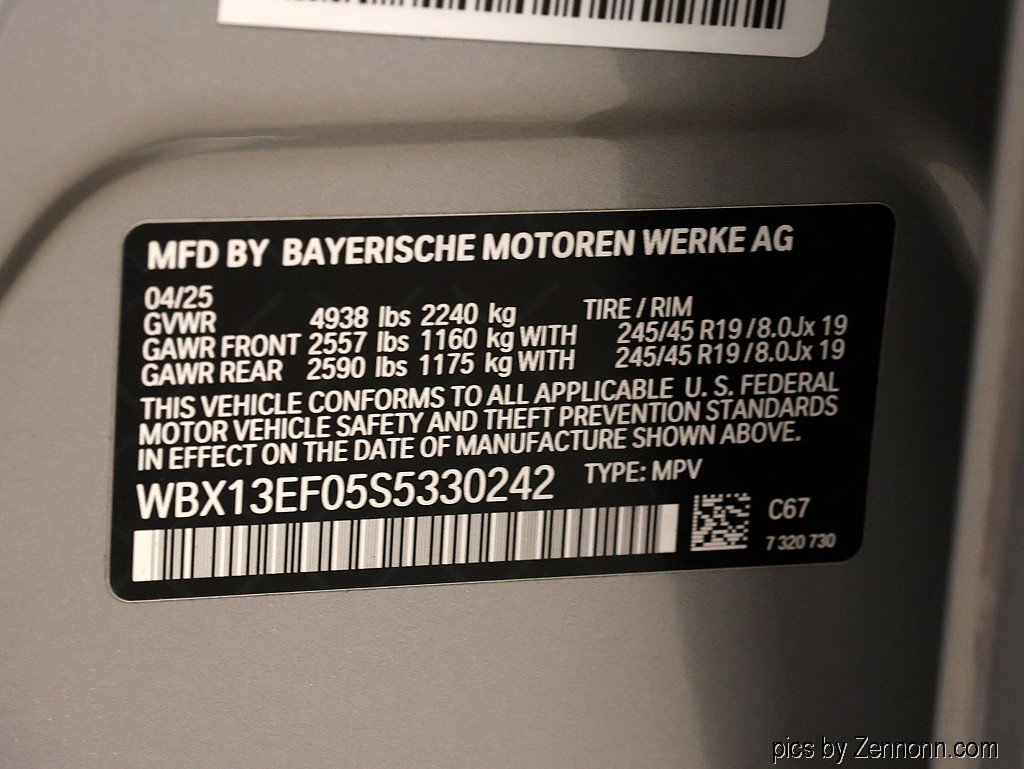 MFD BY BAYERISCHE MOTOREN WERKE AG
04/25
GVWR 4938 lbs 2240 kg TIRE / RIM
GAWR FRONT 2557 lbs 1160 kg WITH 245/45 R19 / 8.0Jx 19
GAWR REAR 2590 lbs 1175 kg WITH 245/45 R19 / 8.0Jx 19
THIS VEHICLE CONFORMS TO ALL APPLICABLE U. S. FEDERAL
MOTOR VEHICLE SAFETY AND THEFT PREVENTION STANDARDS
IN EFFECT ON THE DATE OF MANUFACTURE SHOWN ABOVE.
WBX13EF05S5330242 TYPE: MPV
C67
7 320 730
pics by Zennonn.com